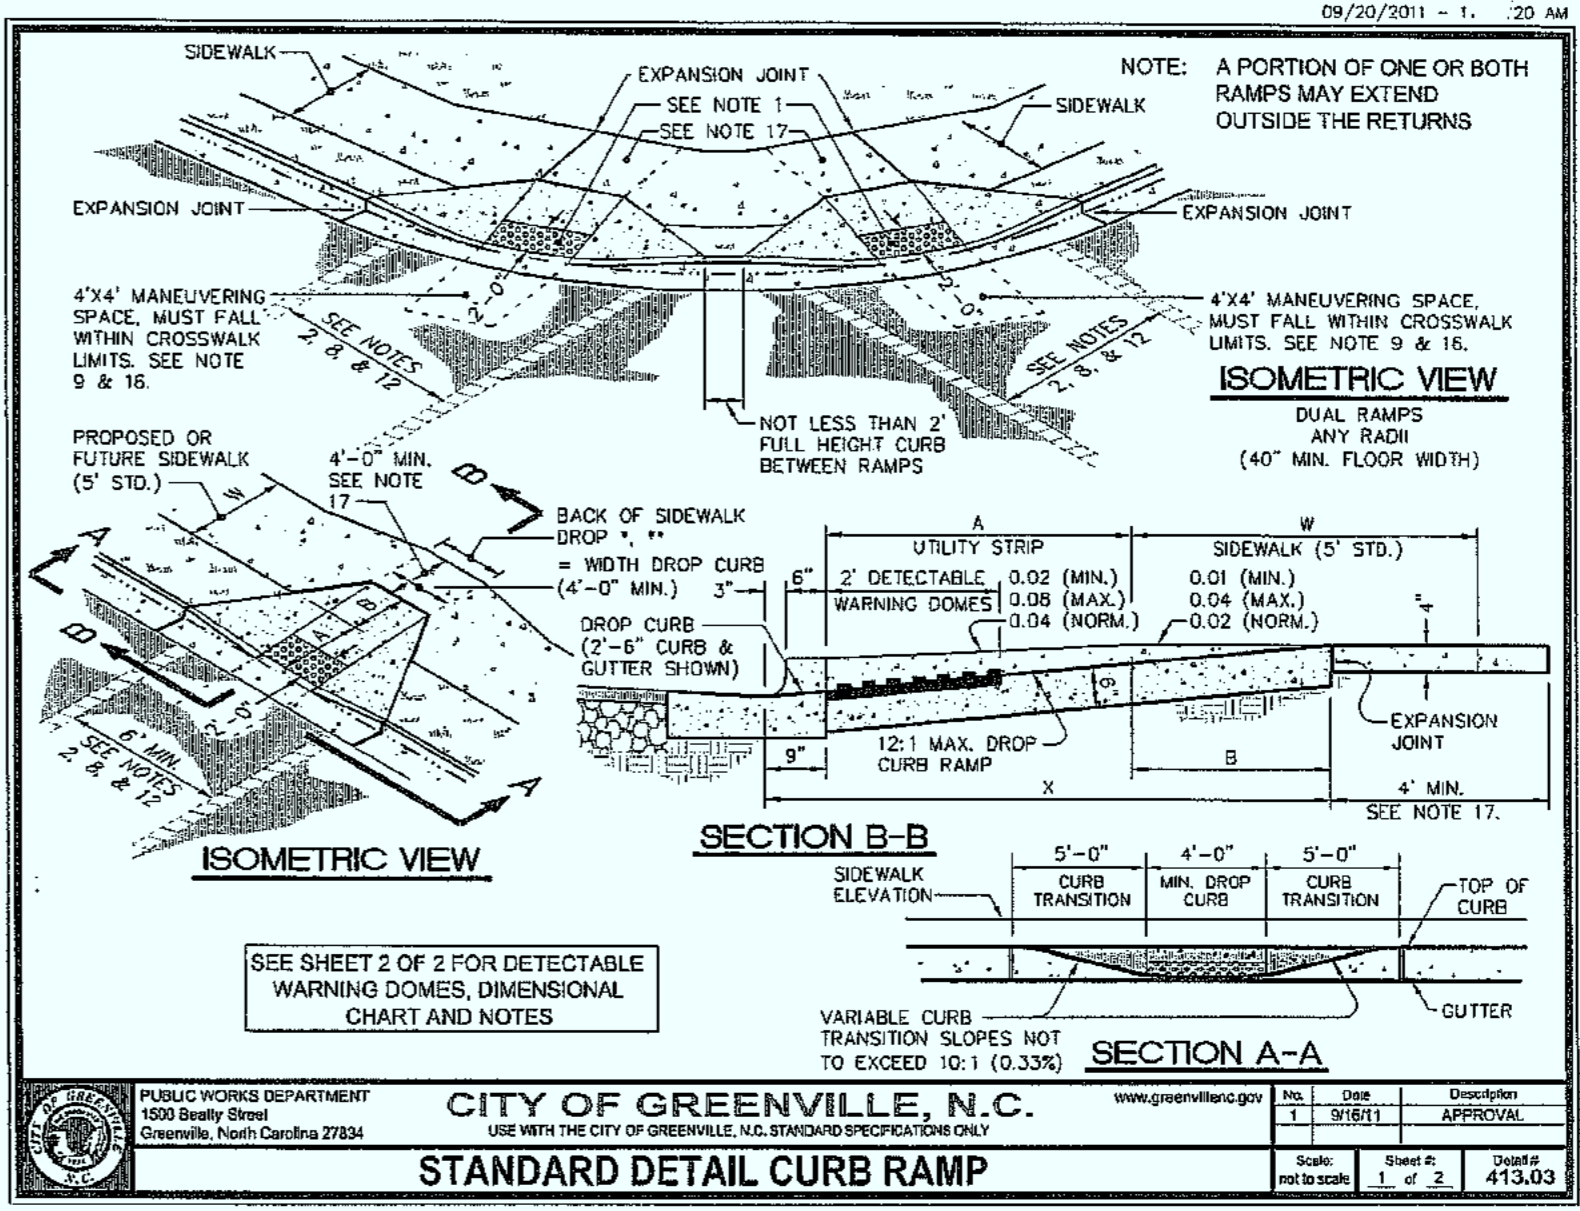 09/20/2011 - 1. :20 AM
SIDEWALK
EXPANSION JOINT
SEE NOTE 1
SEE NOTE 17
SIDEWALK
NOTE: A PORTION OF ONE OR BOTH
RAMPS MAY EXTEND
OUTSIDE THE RETURNS
EXPANSION JOINT
EXPANSION JOINT
2'-0"
2'-0"
4'X4' MANEUVERING
SPACE, MUST FALL
WITHIN CROSSWALK
LIMITS. SEE NOTE
9 & 16.
SEE NOTES
2, 8, & 12
SEE NOTES
2, 8, & 12
4'X4' MANEUVERING SPACE,
MUST FALL WITHIN CROSSWALK
LIMITS. SEE NOTE 9 & 16.
ISOMETRIC VIEW
DUAL RAMPS
ANY RADII
(40" MIN. FLOOR WIDTH)
NOT LESS THAN 2'
FULL HEIGHT CURB
BETWEEN RAMPS
PROPOSED OR
FUTURE SIDEWALK
(5' STD.)
W
4'-0" MIN.
SEE NOTE
17
B
BACK OF SIDEWALK
DROP *, **
= WIDTH DROP CURB
(4'-0" MIN.)
A
B
A
B
2'-0"
6' MIN.
SEE NOTES
2, 8, & 12
A
ISOMETRIC VIEW
A
UTILITY STRIP
W
SIDEWALK (5' STD.)
3"
6"
2' DETECTABLE
WARNING DOMES
0.02 (MIN.)
0.08 (MAX.)
0.04 (NORM.)
0.01 (MIN.)
0.04 (MAX.)
0.02 (NORM.)
4"
DROP CURB
(2'-6" CURB &
GUTTER SHOWN)
6"
12:1 MAX. DROP
CURB RAMP
EXPANSION
JOINT
9"
B
X
4' MIN.
SEE NOTE 17.
SECTION B-B
SIDEWALK
ELEVATION
5'-0"
CURB
TRANSITION
4'-0"
MIN. DROP
CURB
5'-0"
CURB
TRANSITION
TOP OF
CURB
GUTTER
VARIABLE CURB
TRANSITION SLOPES NOT
TO EXCEED 10:1 (0.33%)
SECTION A-A
SEE SHEET 2 OF 2 FOR DETECTABLE
WARNING DOMES, DIMENSIONAL
CHART AND NOTES
CITY OF GREENVILLE
N.C.
PUBLIC WORKS DEPARTMENT
1500 Beatty Street
Greenville, North Carolina 27834
CITY OF GREENVILLE, N.C.
USE WITH THE CITY OF GREENVILLE, N.C. STANDARD SPECIFICATIONS ONLY
www.greenvillenc.gov
STANDARD DETAIL CURB RAMP
No. Date Description
1 9/16/11 APPROVAL
Scale:
not to scale
Sheet #:
1 of 2
Detail #
413.03